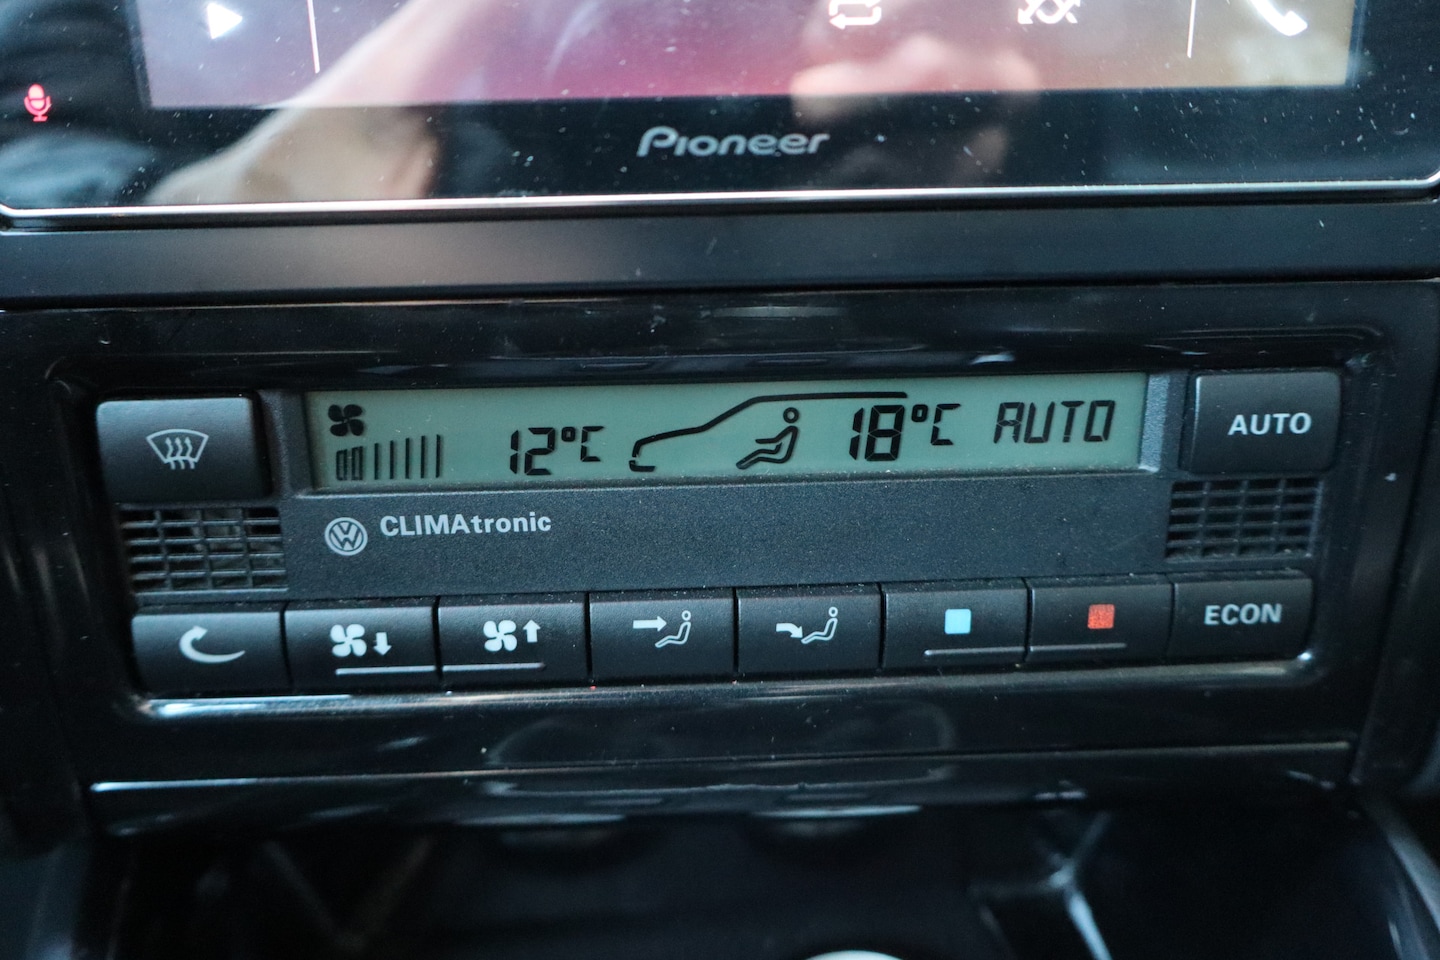 Pioneer
12°C 18°C AUTO
AUTO
CLIMAtronic
ECON